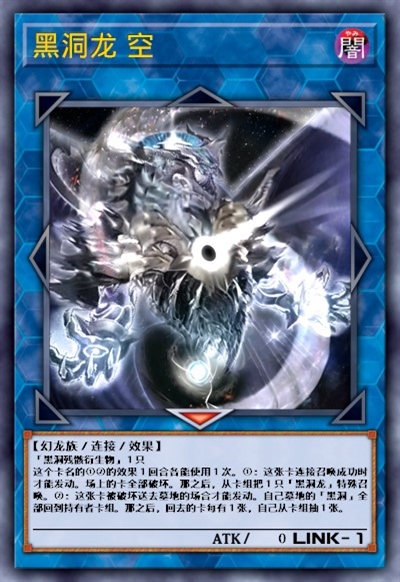 黑洞龙 空
やみ
闇
【幻龙族/连接/效果】
「黑洞残骸衍生物」1只
这个卡名的①②的效果1回合各能使用1次。①：这张卡连接召唤成功时
才能发动。场上的卡全部破坏。那之后，从卡组把1只「黑洞龙」特殊召
唤。②：这张卡被破坏送去墓地的场合才能发动。自己墓地的「黑洞」全
部回到持有者卡组。那之后，回去的卡每有1张，自己从卡组抽1张。
ATK/ 0 LINK-1